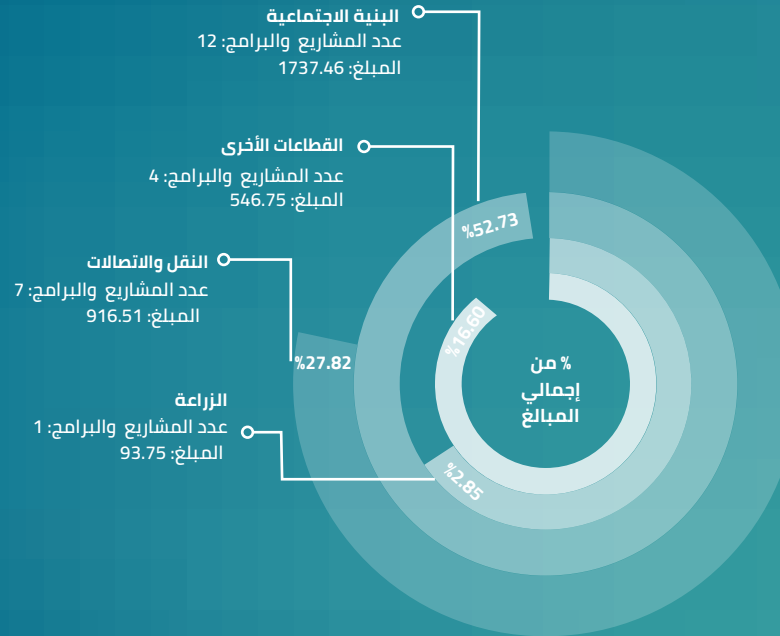 البنية الاجتماعية
عدد المشاريع والبرامج: 12
المبلغ: 1737.46
القطاعات الأخرى
عدد المشاريع والبرامج: 4
المبلغ: 546.75
النقل والاتصالات
عدد المشاريع والبرامج: 7
المبلغ: 916.51
الزراعة
عدد المشاريع والبرامج: 1
المبلغ: 93.75
%52.73
%16.60
%27.82
%2.85
% من
إجمالي
المبالغ